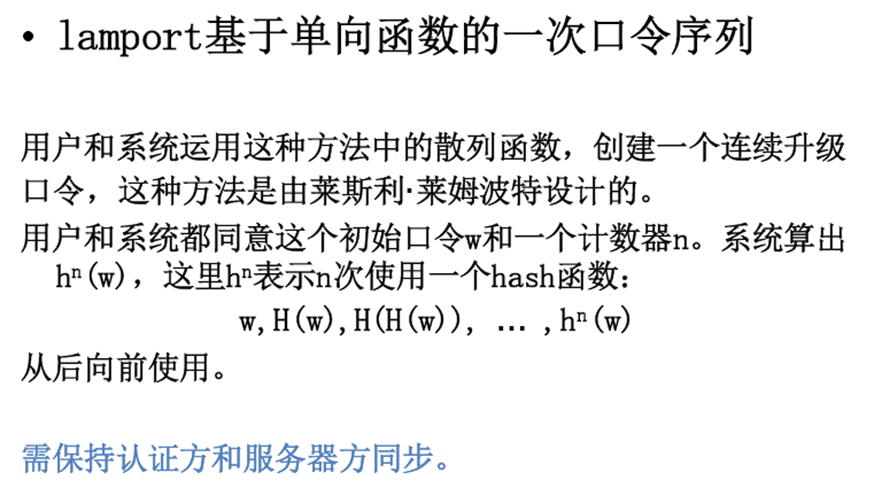 • lamport基于单向函数的一次口令序列
用户和系统运用这种方法中的散列函数，创建一个连续升级
口令，这种方法是由莱斯利·莱姆波特设计的。
用户和系统都同意这个初始口令w和一个计数器n。系统算出
hⁿ(w)，这里hⁿ表示n次使用一个hash函数：
w,H(w),H(H(w)), … ,hⁿ(w)
从后向前使用。
需保持认证方和服务器方同步。